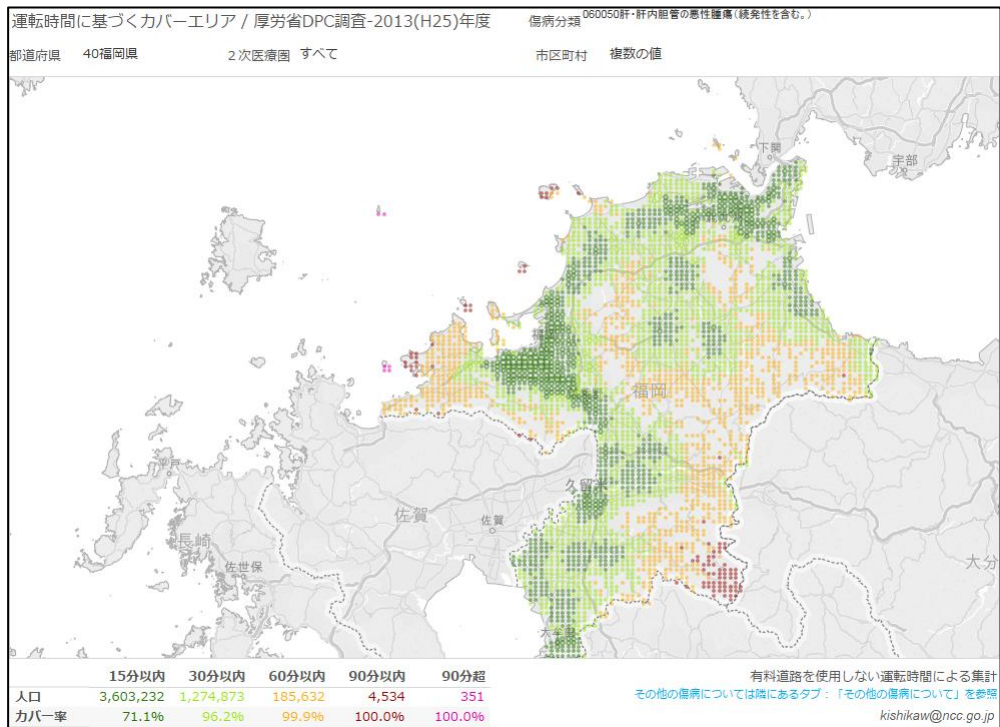 運転時間に基づくカバーエリア / 厚労省DPC調査-2013(H25)年度
傷病分類 060050肝・肝内胆管の悪性腫瘍(続発性を含む。)
都道府県 40福岡県 2次医療圏 すべて 市区町村 複数の値
下関
宇部
福岡
久留米
佐賀
佐賀
平戸
長崎
佐世保
大分
大牟田
15分以内 30分以内 60分以内 90分以内 90分超
人口 3,603,232 1,274,873 185,632 4,534 351
カバー率 71.1% 96.2% 99.9% 100.0% 100.0%
有料道路を使用しない運転時間による集計
その他の傷病については隣にあるタブ：「その他の傷病について」を参照
kishikaw@ncc.go.jp